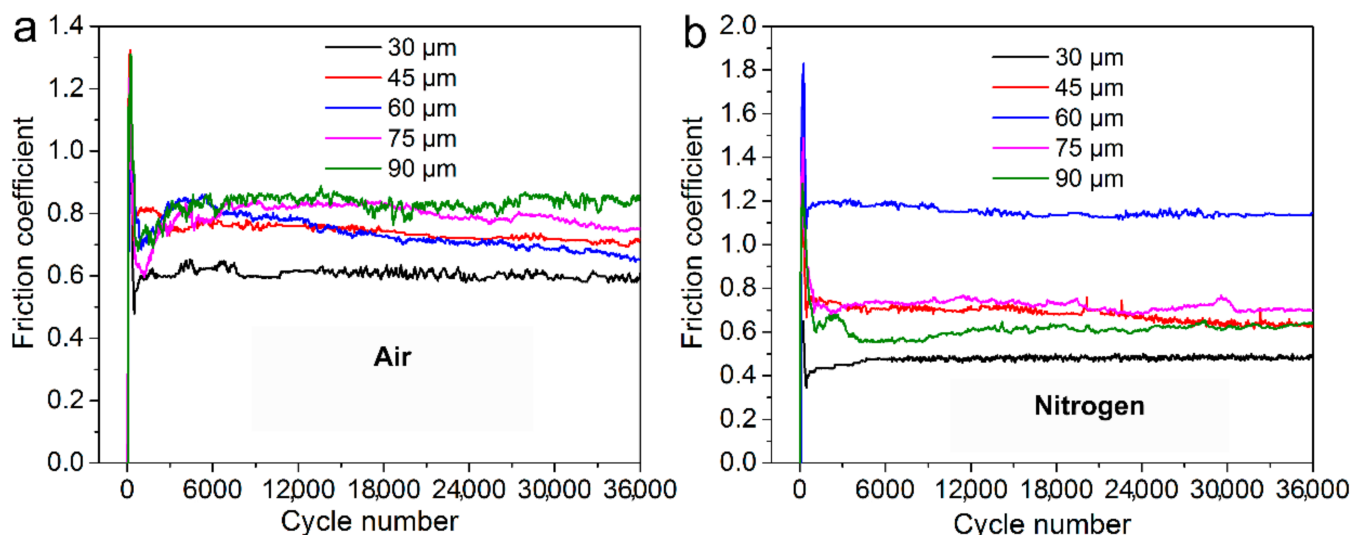 a
1.4
1.2
1.0
0.8
0.6
0.4
0.2
0.0
Friction coefficient
30 µm
45 µm
60 µm
75 µm
90 µm
Air
0
6000
12,000
18,000
24,000
30,000
36,000
Cycle number
b
2.0
1.8
1.6
1.4
1.2
1.0
0.8
0.6
0.4
0.2
0.0
Friction coefficient
30 µm
45 µm
60 µm
75 µm
90 µm
Nitrogen
0
6000
12,000
18,000
24,000
30,000
36,000
Cycle number